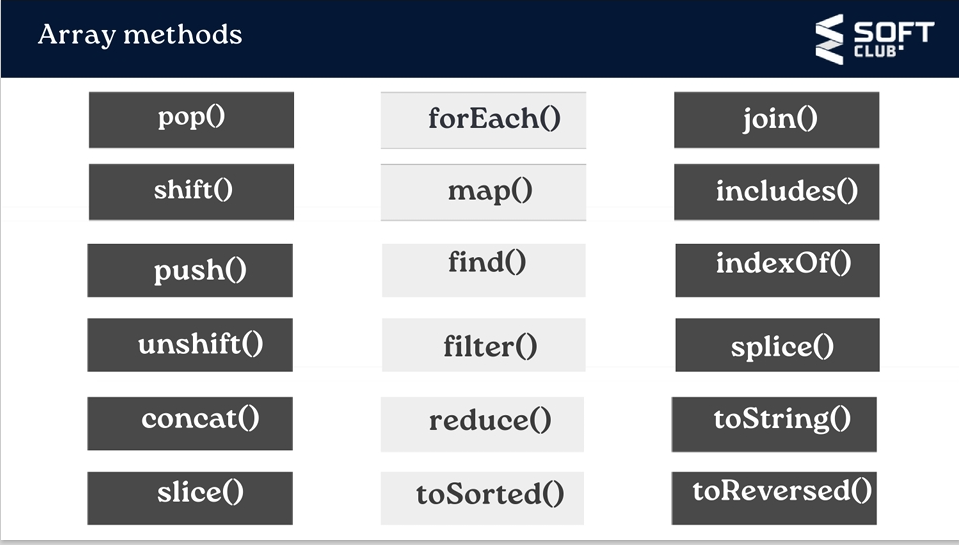 Array methods
SOFT
CLUB
pop()
forEach()
join()
shift()
map()
includes()
push()
find()
indexOf()
unshift()
filter()
splice()
concat()
reduce()
toString()
slice()
toSorted()
toReversed()